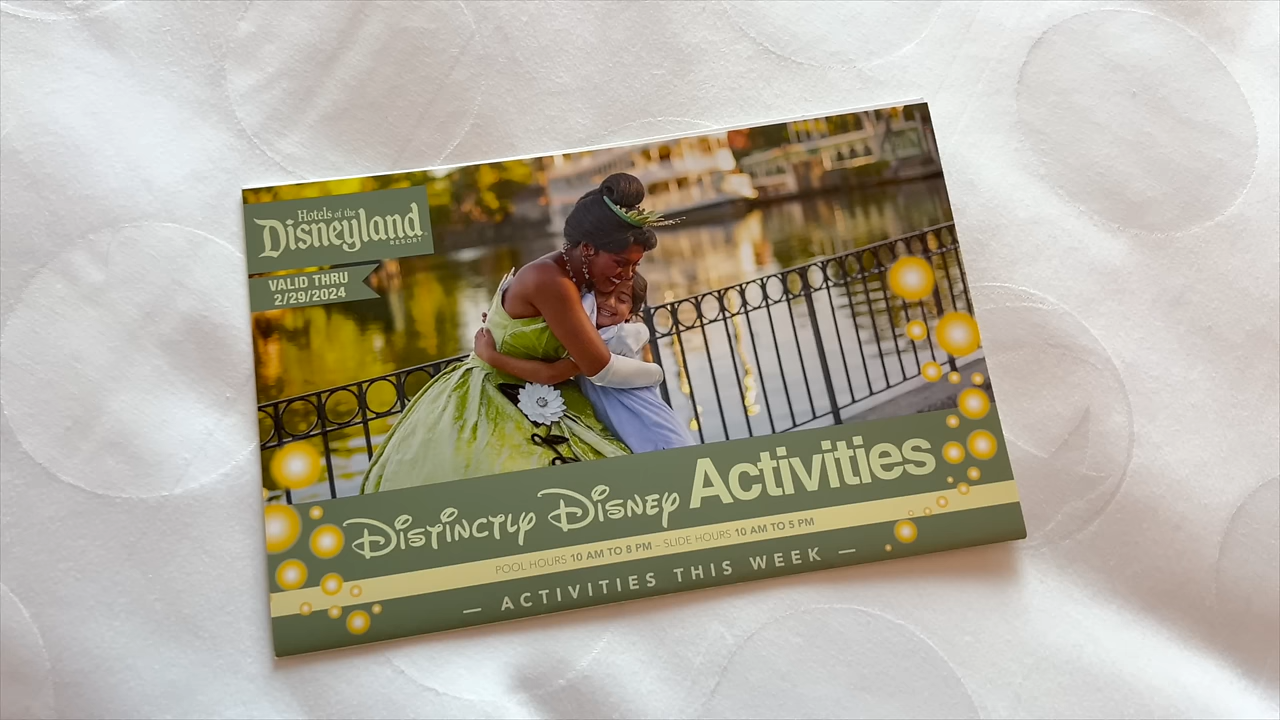 Hotels of the
Disneyland
RESORT
VALID THRU
2/29/2024
Distinctly Disney Activities
POOL HOURS 10 AM TO 8 PM – SLIDE HOURS 10 AM TO 5 PM
— ACTIVITIES THIS WEEK —